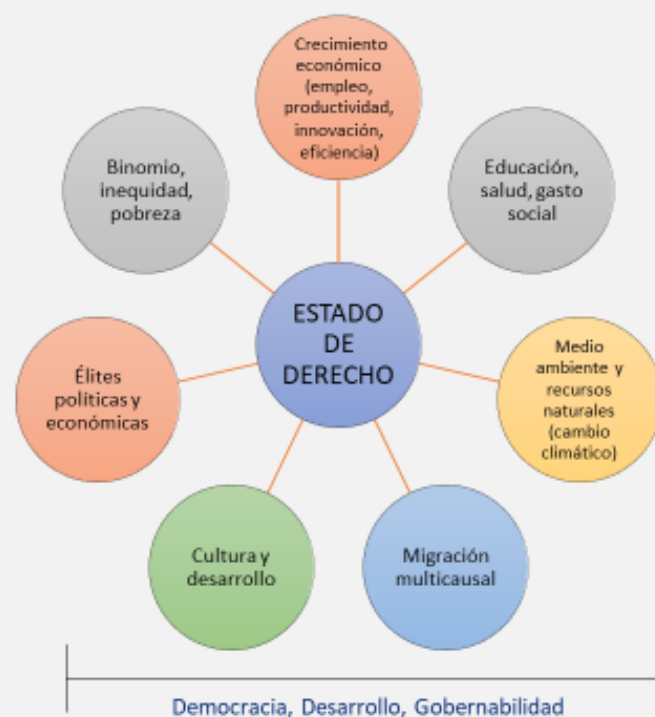 Crecimiento
económico
(empleo,
productividad,
innovación,
eficiencia)
Binomio,
inequidad,
pobreza
Educación,
salud, gasto
social
ESTADO
DE
DERECHO
Élites
políticas y
económicas
Medio
ambiente y
recursos
naturales
(cambio
climático)
Cultura y
desarrollo
Migración
multicausal
Democracia, Desarrollo, Gobernabilidad